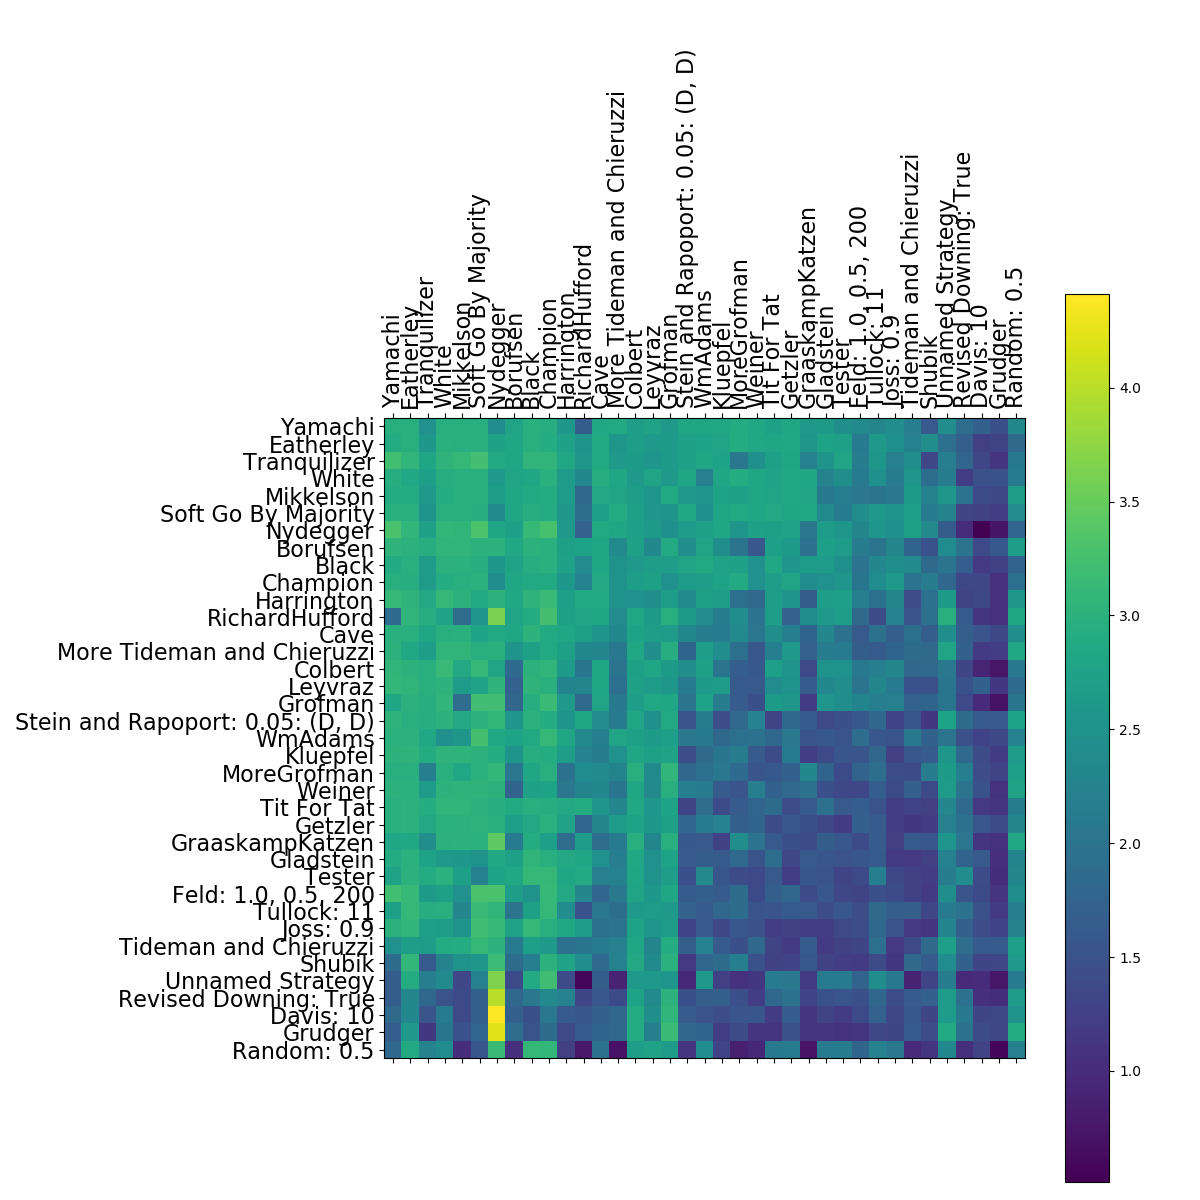 Yamachi
Eatherley
Tranquilizer
White
Mikkelson
Soft Go By Majority
Nydegger
Borufsen
Black
Champion
Harrington
RichardHufford
Cave
More Tideman and Chieruzzi
Colbert
Leyvraz
Grofman
Stein and Rapoport: 0.05: (D, D)
WmAdams
Kluepfel
MoreGrofman
Weiner
Tit For Tat
Getzler
GraaskampKatzen
Gladstein
Tester
Feld: 1.0, 0.5, 200
Tullock: 11
Joss: 0.9
Tideman and Chieruzzi
Shubik
Unnamed Strategy
Revised Downing: True
Davis: 10
Grudger
Random: 0.5
Yamachi
Eatherley
Tranquilizer
White
Mikkelson
Soft Go By Majority
Nydegger
Borufsen
Black
Champion
Harrington
RichardHufford
Cave
More Tideman and Chieruzzi
Colbert
Leyvraz
Grofman
Stein and Rapoport: 0.05: (D, D)
WmAdams
Kluepfel
MoreGrofman
Weiner
Tit For Tat
Getzler
GraaskampKatzen
Gladstein
Tester
Feld: 1.0, 0.5, 200
Tullock: 11
Joss: 0.9
Tideman and Chieruzzi
Shubik
Unnamed Strategy
Revised Downing: True
Davis: 10
Grudger
Random: 0.5
4.0
3.5
3.0
2.5
2.0
1.5
1.0